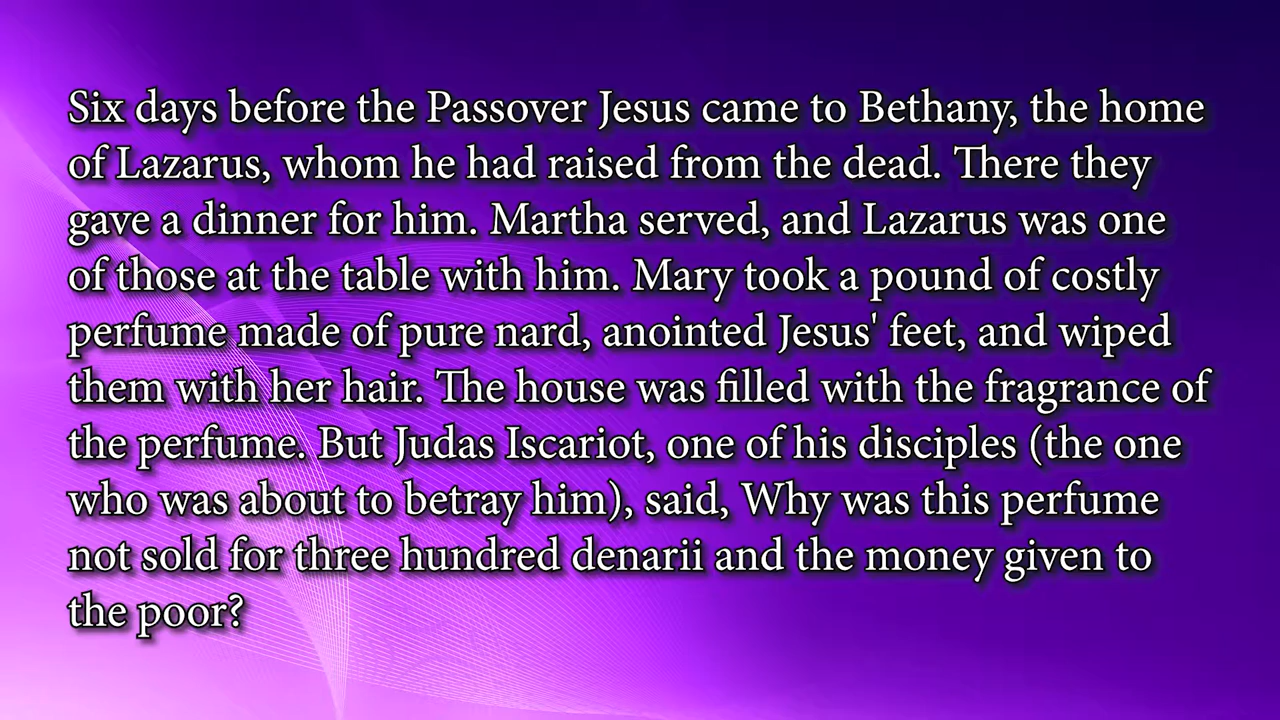 Six days before the Passover Jesus came to Bethany, the home
of Lazarus, whom he had raised from the dead. There they
gave a dinner for him. Martha served, and Lazarus was one
of those at the table with him. Mary took a pound of costly
perfume made of pure nard, anointed Jesus' feet, and wiped
them with her hair. The house was filled with the fragrance of
the perfume. But Judas Iscariot, one of his disciples (the one
who was about to betray him), said, Why was this perfume
not sold for three hundred denarii and the money given to
the poor?